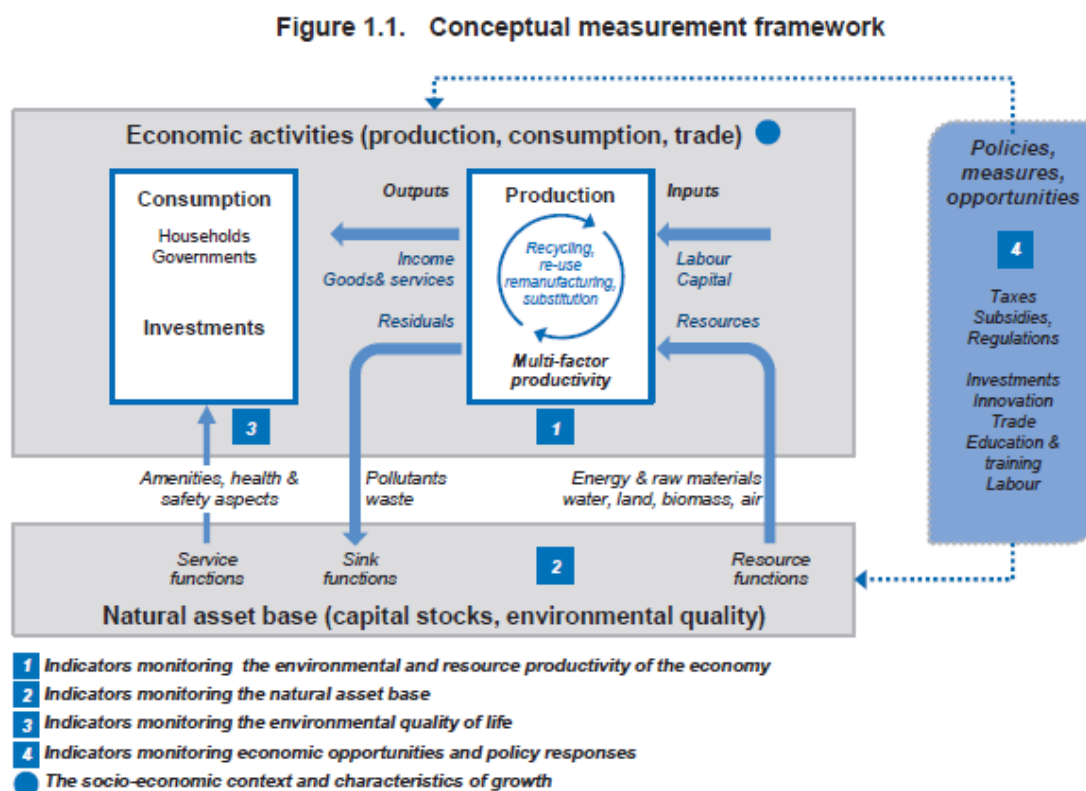 Figure 1.1. Conceptual measurement framework
Economic activities (production, consumption, trade)
Consumption
Households
Governments
Investments
Outputs
Income
Goods& services
Residuals
Production
Recycling,
re-use
remanufacturing,
substitution
Multi-factor
productivity
Inputs
Labour
Capital
Resources
3
1
Policies,
measures,
opportunities
4
Taxes
Subsidies,
Regulations
Investments
Innovation
Trade
Education &
training
Labour
Amenities, health &
safety aspects
Pollutants
waste
Energy & raw materials
water, land, biomass, air
Service
functions
Sink
functions
2
Resource
functions
Natural asset base (capital stocks, environmental quality)
1 Indicators monitoring the environmental and resource productivity of the economy
2 Indicators monitoring the natural asset base
3 Indicators monitoring the environmental quality of life
4 Indicators monitoring economic opportunities and policy responses
The socio-economic context and characteristics of growth